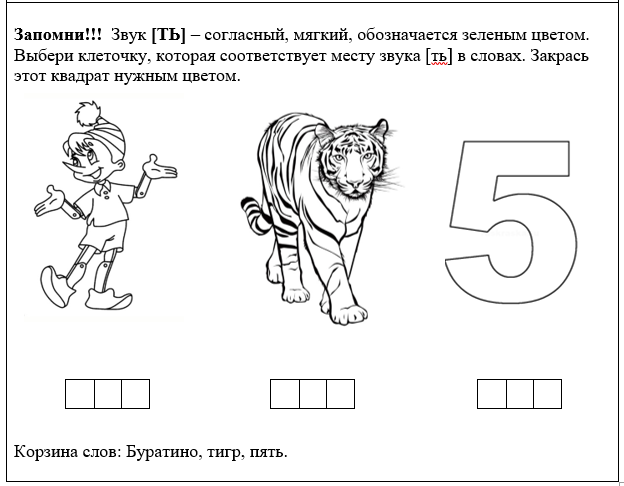 Запомни!!! Звук [ТЬ] – согласный, мягкий, обозначается зеленым цветом.
Выбери клеточку, которая соответствует месту звука [ть] в словах. Закрась
этот квадрат нужным цветом.
5
Корзина слов: Буратино, тигр, пять.